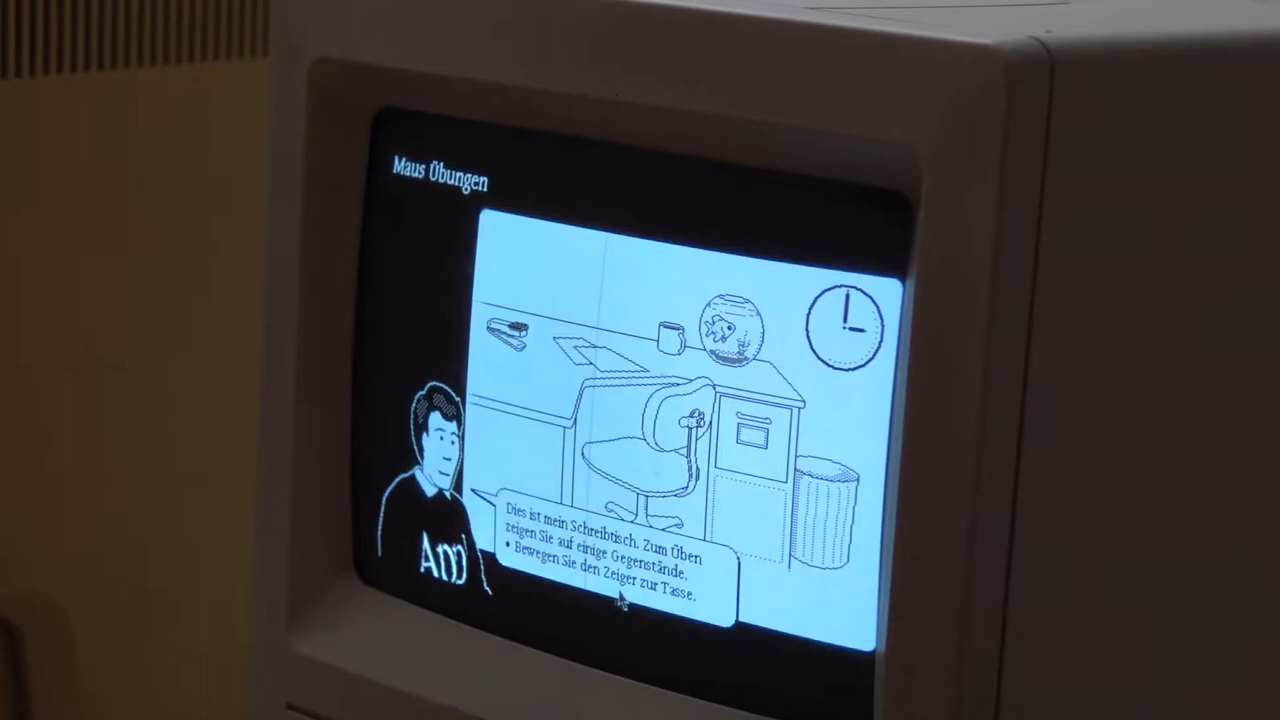 Maus Übungen
Dies ist mein Schreibtisch. Zum Üben
zeigen Sie auf einige Gegenstände.
• Bewegen Sie den Zeiger zur Tasse.